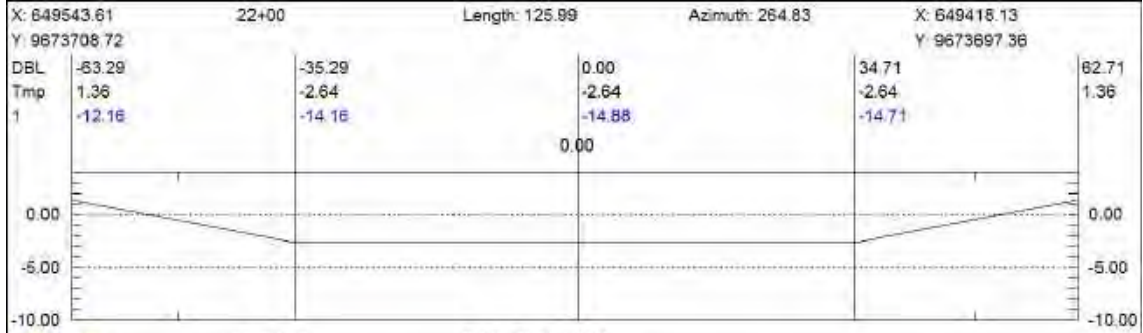 X: 649543.61 22+00 Length: 125.99 Azimuth: 264.83 X: 649418.13
Y: 9673708.72 Y: 9673697.36
DBL -63.29 -35.29 0.00 34.71 62.71
Tmp 1.36 -2.64 -2.64 -2.64 1.36
1 -12.16 -14.16 -14.88 -14.71
0.00
0.00 0.00
-5.00 -5.00
-10.00 -10.00